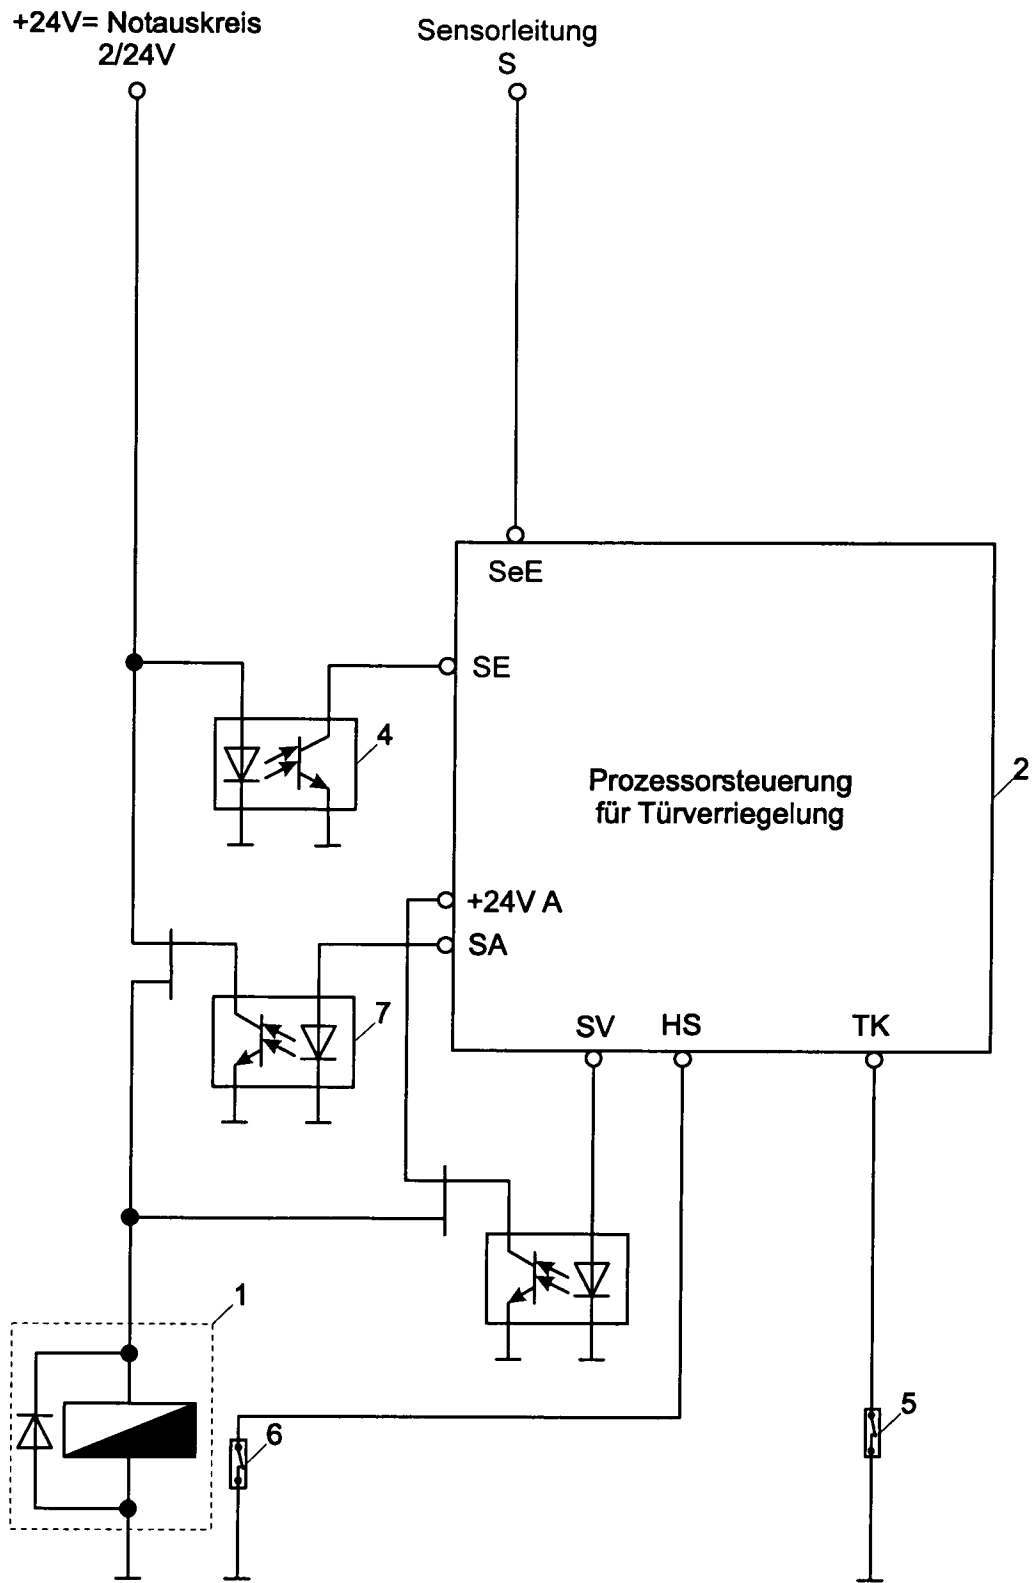 +24V= Notauskreis
2/24V
Sensorleitung
S
SeE
SE
4
2
Prozessorsteuerung
für Türverriegelung
+24V A
SA
7
SV HS TK
1
5
6